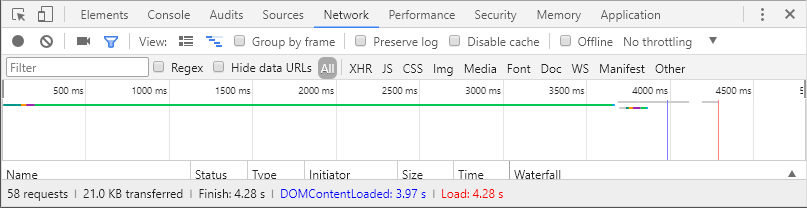 Elements Console Audits Sources Network Performance Security Memory Application
View: Group by frame Preserve log Disable cache Offline No throttling
Filter Regex Hide data URLs All XHR JS CSS Img Media Font Doc WS Manifest Other
500 ms 1000 ms 1500 ms 2000 ms 2500 ms 3000 ms 3500 ms 4000 ms 4500 ms 5
Name Status Type Initiator Size Time Waterfall
58 requests | 21.0 KB transferred | Finish: 4.28 s | DOMContentLoaded: 3.97 s | Load: 4.28 s